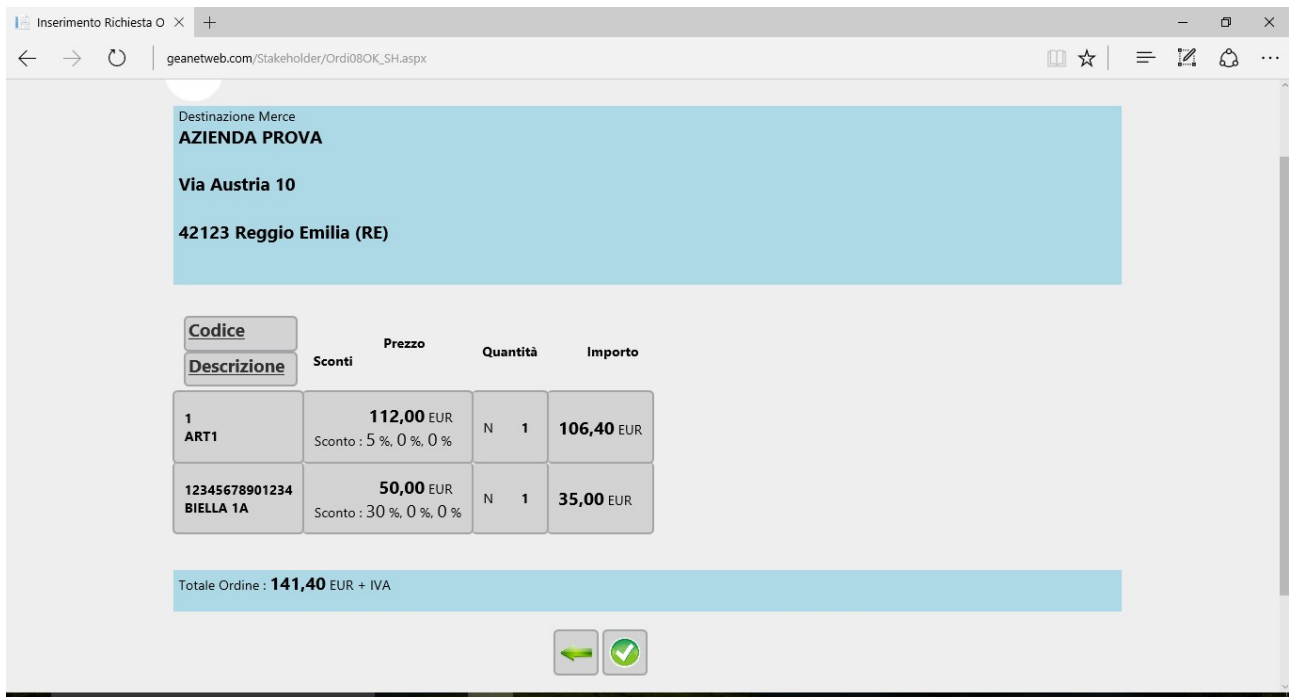 Inserimento Richiesta O
geanetweb.com/Stakeholder/Ordi08OK_SH.aspx
Destinazione Merce
AZIENDA PROVA
Via Austria 10
42123 Reggio Emilia (RE)
Codice
Descrizione
Prezzo
Sconti
Quantità
Importo
1
ART1
112,00 EUR
Sconto : 5 %, 0 %, 0 %
N 1
106,40 EUR
12345678901234
BIELLA 1A
50,00 EUR
Sconto : 30 %, 0 %, 0 %
N 1
35,00 EUR
Totale Ordine : 141,40 EUR + IVA